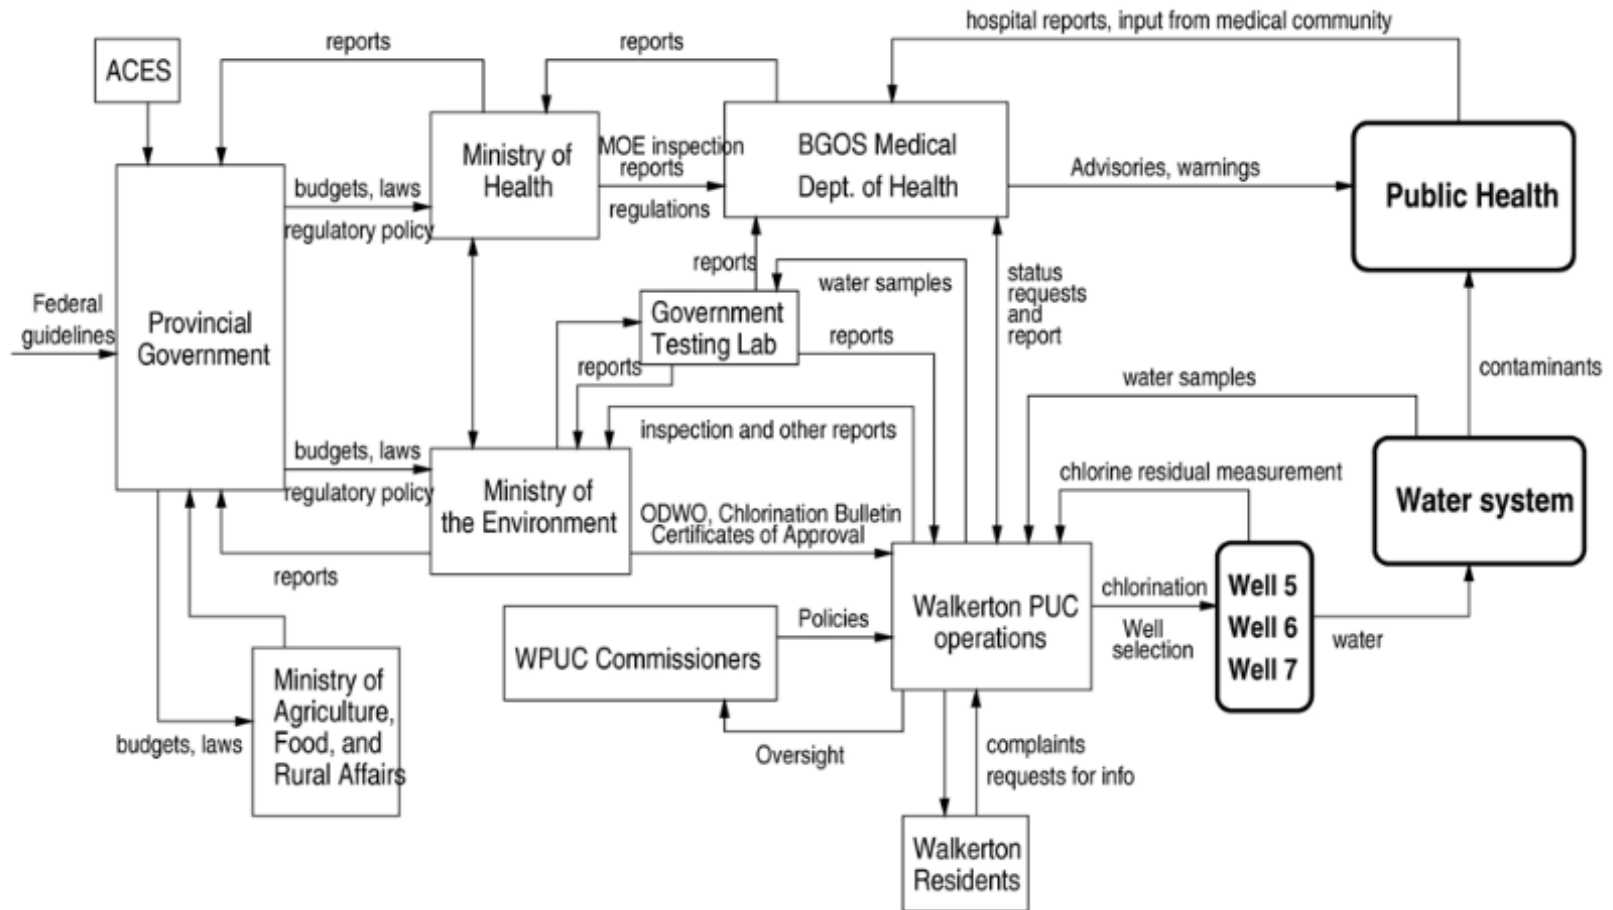 hospital reports, input from medical community
reports
reports
ACES
Ministry of
Health
MOE inspection
reports
regulations
BGOS Medical
Dept. of Health
Advisories, warnings
Public Health
budgets, laws
regulatory policy
Federal
guidelines
Provincial
Government
reports
water samples
status
requests
and
report
Government
Testing Lab
reports
reports
contaminants
water samples
inspection and other reports
budgets, laws
regulatory policy
Ministry of
the Environment
chlorine residual measurement
Water system
ODWO, Chlorination Bulletin
Certificates of Approval
reports
Walkerton PUC
operations
chlorination
Well
selection
Well 5
Well 6
Well 7
water
Policies
WPUC Commissioners
Ministry of
Agriculture,
Food, and
Rural Affairs
budgets, laws
Oversight
complaints
requests for info
Walkerton
Residents